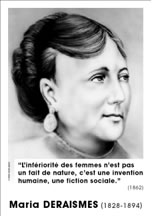 "L'infériorité des femmes n'est pas
un fait de nature, c'est une invention
humaine, une fiction sociale."
(1862)
Maria DERAISMES (1828-1894)